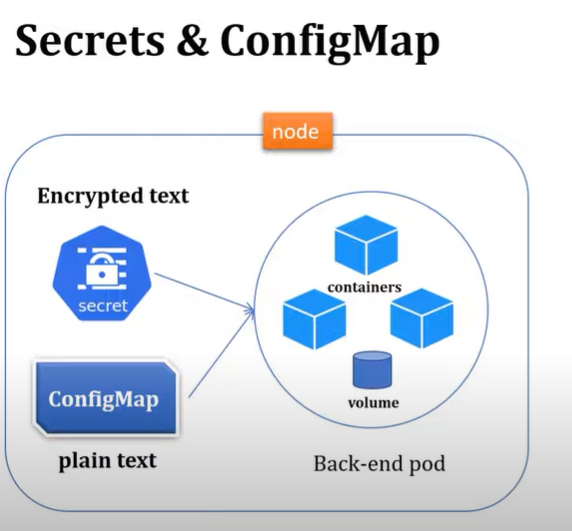 Secrets & ConfigMap
node
Encrypted text
secret
containers
ConfigMap
volume
plain text
Back-end pod